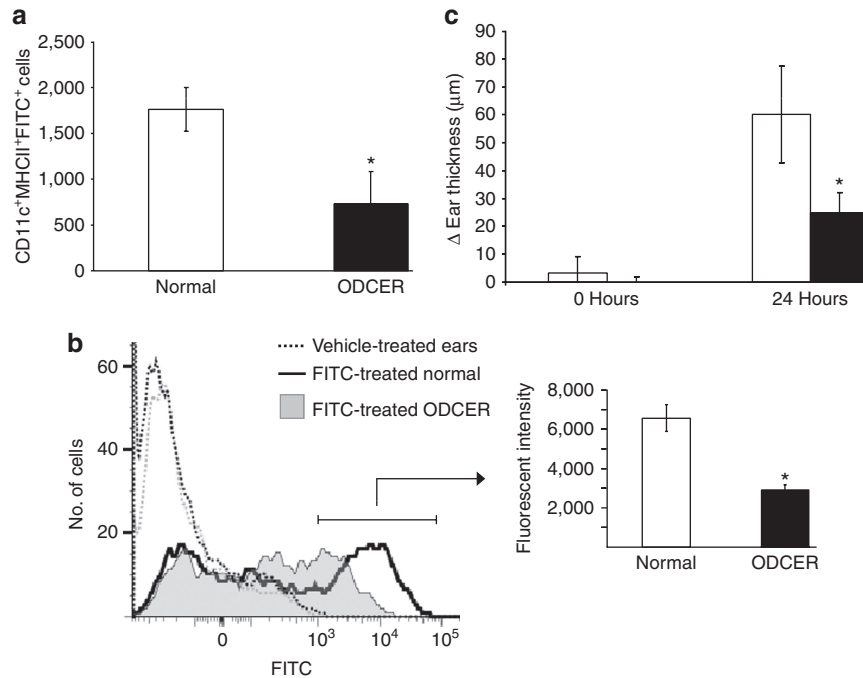 a
2,500
2,000
1,500
1,000
500
0
CD11c⁺MHCII⁺FITC⁺ cells
*
Normal
ODCER
c
90
80
70
60
50
40
30
20
10
0
Δ Ear thickness (μm)
*
0 Hours
24 Hours
b
Vehicle-treated ears
FITC-treated normal
FITC-treated ODCER
60
40
20
No. of cells
0
10³
10⁴
10⁵
FITC
8,000
6,000
4,000
2,000
Fluorescent intensity
*
Normal
ODCER